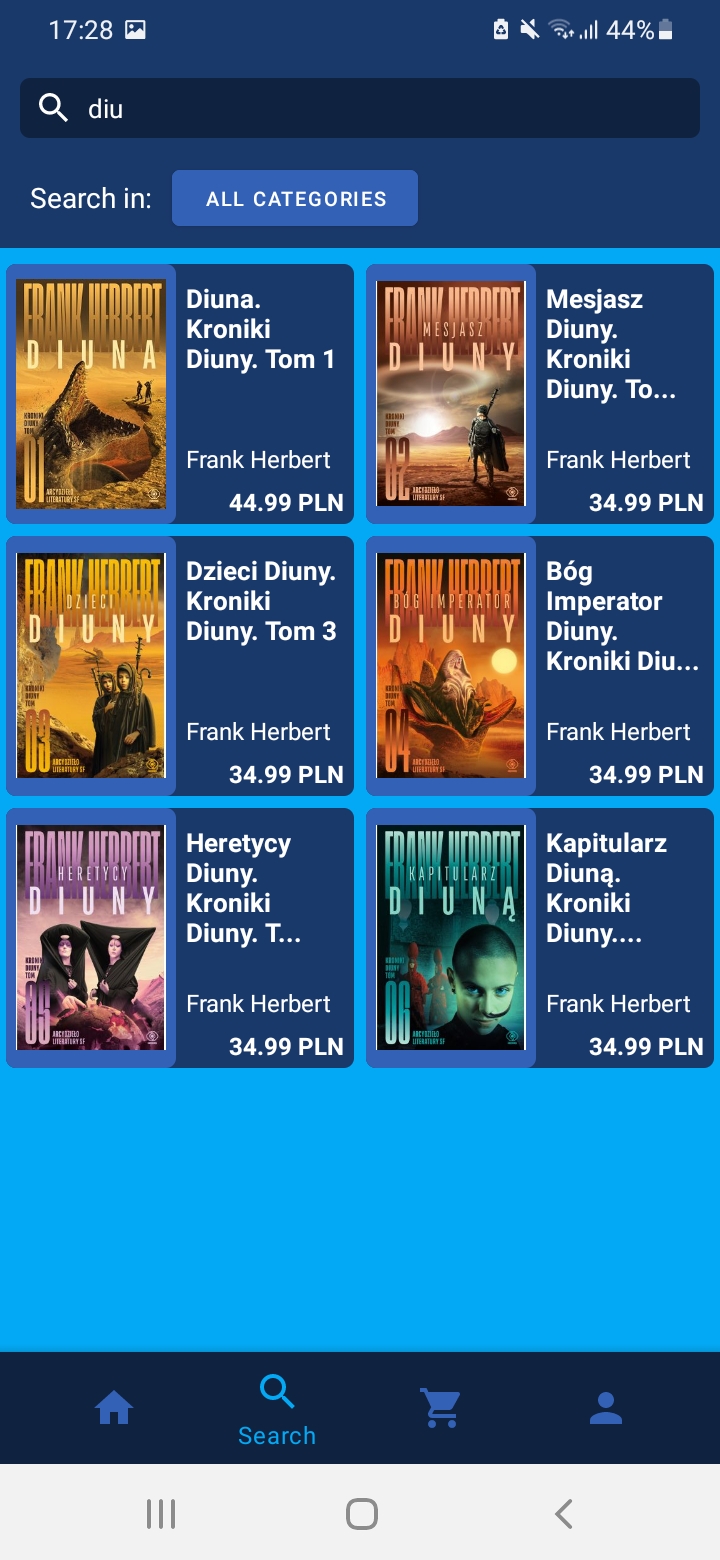 17:28
44%
diu
Search in:
ALL CATEGORIES
FRANK HERBERT
DIUNA
KRONIKI
DIUNY
TOM
01
ARCYDZIEŁO
LITERATURY SF
Diuna.
Kroniki
Diuny. Tom 1
Frank Herbert
44.99 PLN
FRANK HERBERT
MESJASZ
DIUNY
KRONIKI
DIUNY
TOM
02
ARCYDZIEŁO
LITERATURY SF
Mesjasz
Diuny.
Kroniki
Diuny. To...
Frank Herbert
34.99 PLN
FRANK HERBERT
DZIECI
DIUNY
KRONIKI
DIUNY
TOM
03
ARCYDZIEŁO
LITERATURY SF
Dzieci Diuny.
Kroniki
Diuny. Tom 3
Frank Herbert
34.99 PLN
FRANK HERBERT
BÓG IMPERATOR
DIUNY
KRONIKI
DIUNY
TOM
04
ARCYDZIEŁO
LITERATURY SF
Bóg
Imperator
Diuny.
Kroniki Diu...
Frank Herbert
34.99 PLN
FRANK HERBERT
HERETYCY
DIUNY
KRONIKI
DIUNY
TOM
05
ARCYDZIEŁO
LITERATURY SF
Heretycy
Diuny.
Kroniki
Diuny. T...
Frank Herbert
34.99 PLN
FRANK HERBERT
KAPITULARZ
DIUNĄ
KRONIKI
DIUNY
TOM
06
ARCYDZIEŁO
LITERATURY SF
Kapitularz
Diuną.
Kroniki
Diuny....
Frank Herbert
34.99 PLN
Search